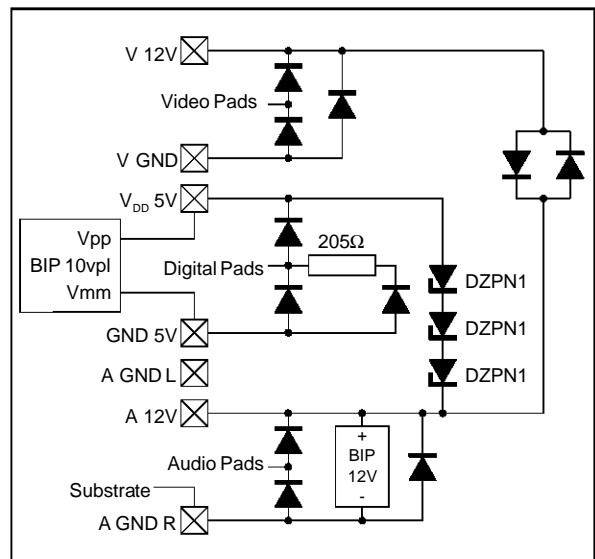 V 12V
Video Pads
V GND
V_DD 5V
Vpp
BIP 10vpl
Vmm
205Ω
Digital Pads
DZPN1
DZPN1
GND 5V
A GND L
DZPN1
A 12V
+
BIP
12V
-
Audio Pads
Substrate
A GND R